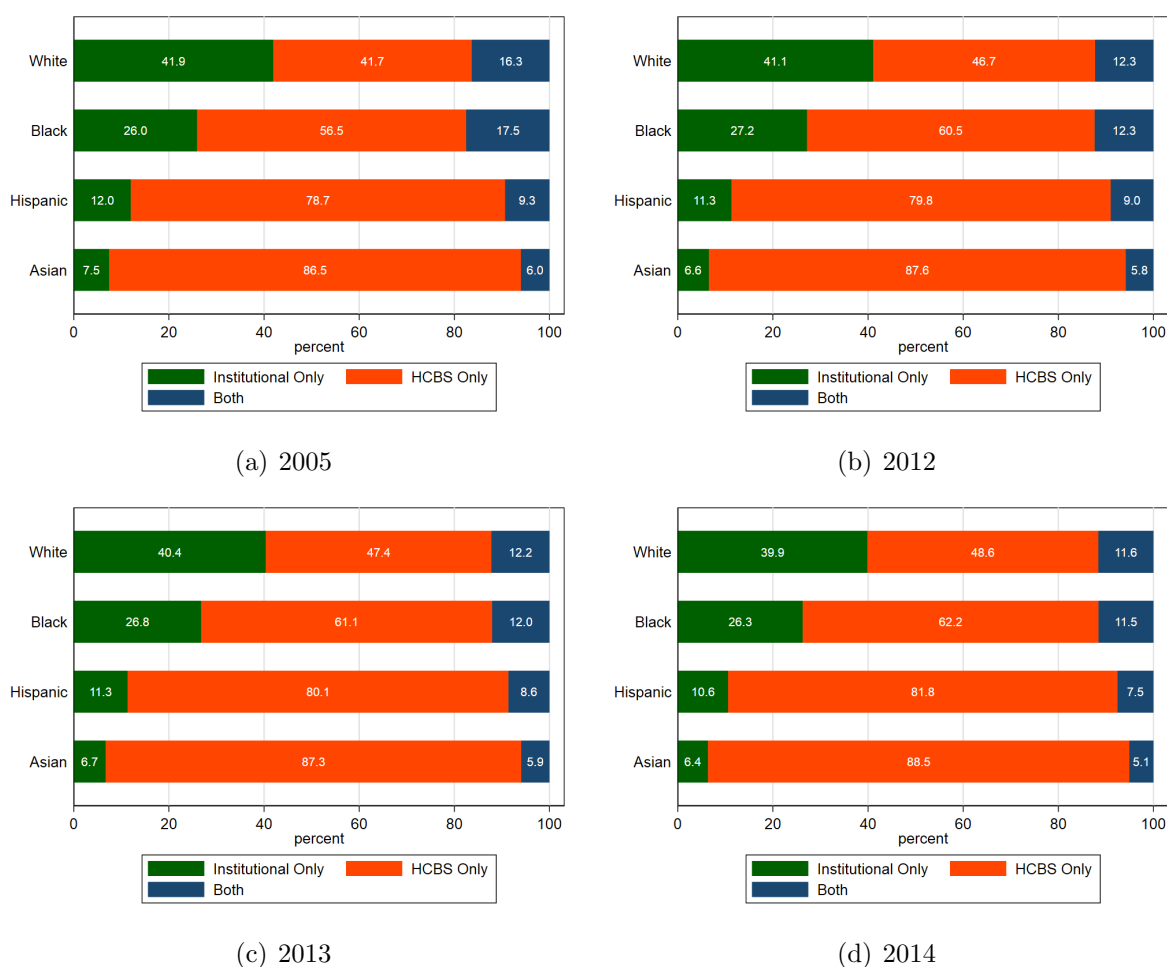 White 41.9 41.7 16.3
Black 26.0 56.5 17.5
Hispanic 12.0 78.7 9.3
Asian 7.5 86.5 6.0
0 20 40 60 80 100
percent
Institutional Only HCBS Only
Both
(a) 2005
White 41.1 46.7 12.3
Black 27.2 60.5 12.3
Hispanic 11.3 79.8 9.0
Asian 6.6 87.6 5.8
0 20 40 60 80 100
percent
Institutional Only HCBS Only
Both
(b) 2012
White 40.4 47.4 12.2
Black 26.8 61.1 12.0
Hispanic 11.3 80.1 8.6
Asian 6.7 87.3 5.9
0 20 40 60 80 100
percent
Institutional Only HCBS Only
Both
(c) 2013
White 39.9 48.6 11.6
Black 26.3 62.2 11.5
Hispanic 10.6 81.8 7.5
Asian 6.4 88.5 5.1
0 20 40 60 80 100
percent
Institutional Only HCBS Only
Both
(d) 2014